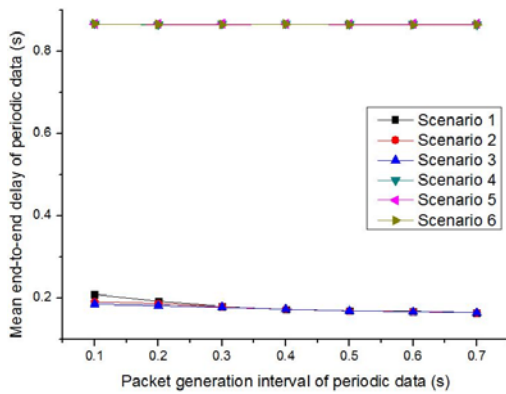 Mean end-to-end delay of periodic data (s)
0.8
0.6
0.4
0.2
Scenario 1
Scenario 2
Scenario 3
Scenario 4
Scenario 5
Scenario 6
0.1 0.2 0.3 0.4 0.5 0.6 0.7
Packet generation interval of periodic data (s)